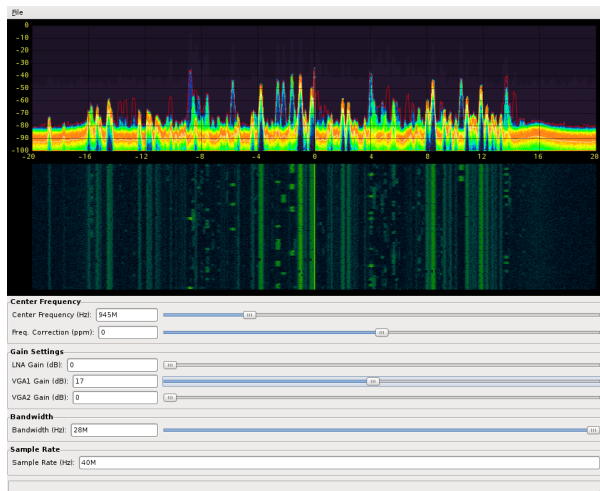 File
0
-10
-20
-30
-40
-50
-60
-70
-80
-90
-100
-20 -16 -12 -8 -4 0 4 8 12 16 20
Center Frequency
Center Frequency (Hz): 945M
Freq. Correction (ppm): 0
Gain Settings
LNA Gain (dB): 0
VGA1 Gain (dB): 17
VGA2 Gain (dB): 0
Bandwidth
Bandwidth (Hz): 28M
Sample Rate
Sample Rate (Hz): 40M